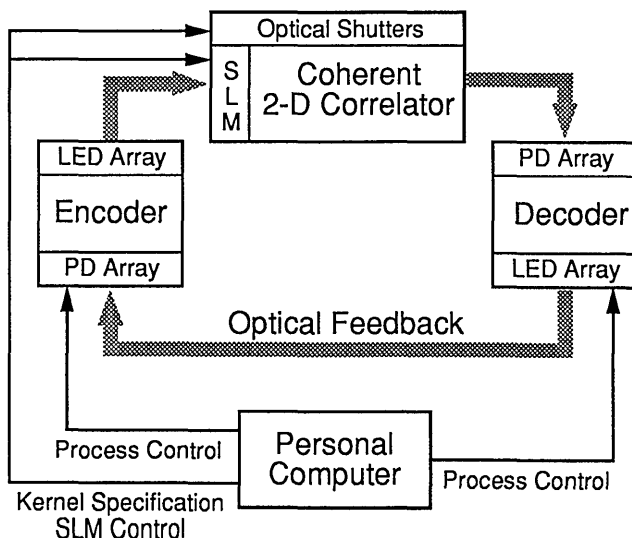 Optical Shutters
SLM
Coherent
2-D Correlator
LED Array
Encoder
PD Array
PD Array
Decoder
LED Array
Optical Feedback
Process Control
Personal
Computer
Process Control
Kernel Specification
SLM Control